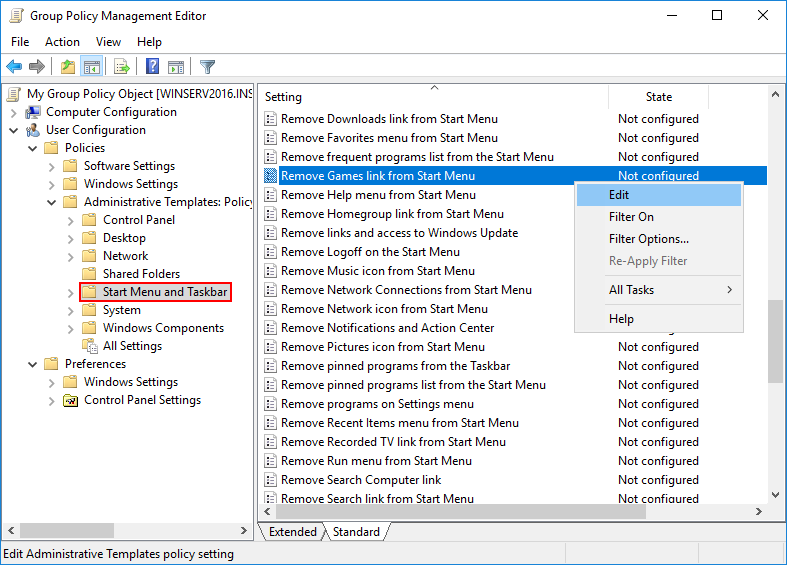 Group Policy Management Editor
File Action View Help
My Group Policy Object [WINSERV2016.INS
Computer Configuration
User Configuration
Policies
Software Settings
Windows Settings
Administrative Templates: Policy
Control Panel
Desktop
Network
Shared Folders
Start Menu and Taskbar
System
Windows Components
All Settings
Preferences
Windows Settings
Control Panel Settings
Setting State
Remove Downloads link from Start Menu Not configured
Remove Favorites menu from Start Menu Not configured
Remove frequent programs list from the Start Menu Not configured
Remove Games link from Start Menu Not configured
Remove Help menu from Start Menu
Remove Homegroup link from Start Menu
Remove links and access to Windows Update
Remove Logoff on the Start Menu
Remove Music icon from Start Menu
Remove Network Connections from Start Menu
Remove Network icon from Start Menu
Remove Notifications and Action Center
Remove Pictures icon from Start Menu Not configured
Remove pinned programs from the Taskbar Not configured
Remove pinned programs list from the Start Menu Not configured
Remove programs on Settings menu Not configured
Remove Recent Items menu from Start Menu Not configured
Remove Recorded TV link from Start Menu Not configured
Remove Run menu from Start Menu Not configured
Remove Search Computer link Not configured
Remove Search link from Start Menu Not configured
Edit
Filter On
Filter Options...
Re-Apply Filter
All Tasks
Help
Extended Standard
Edit Administrative Templates policy setting